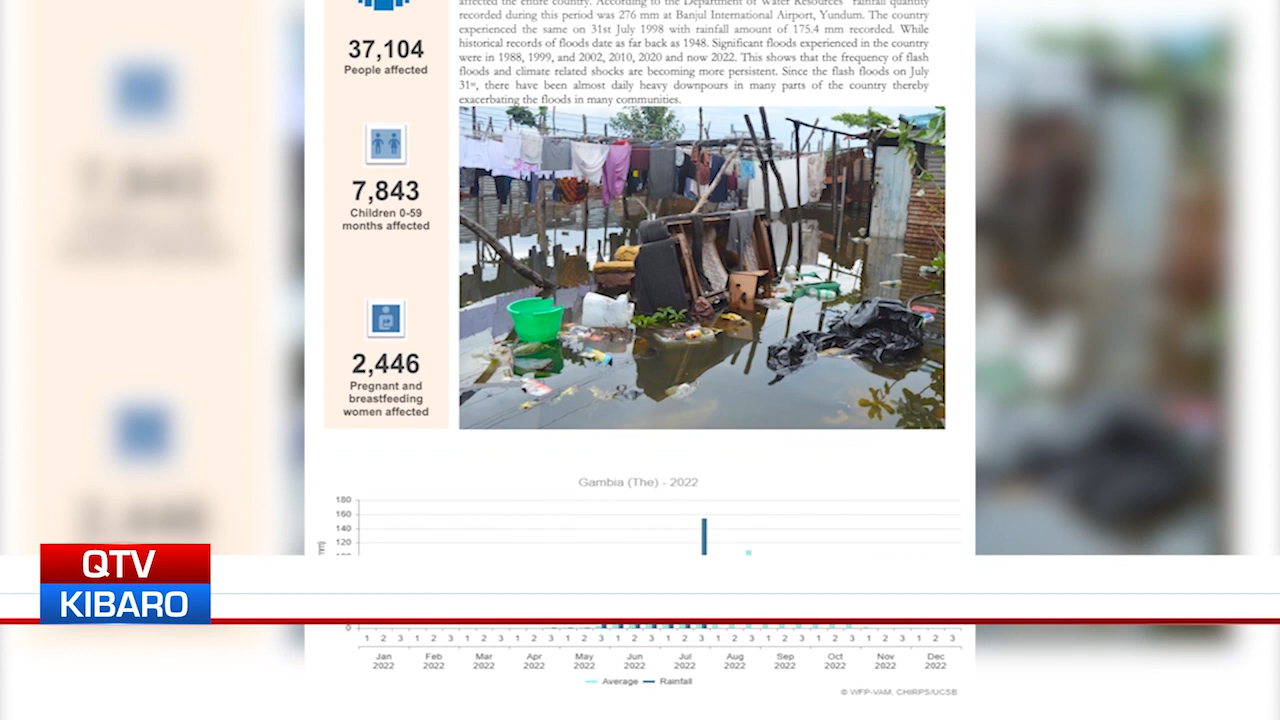 37,104
People affected
7,843
Children 0-59
months affected
2,446
Pregnant and
breastfeeding
women affected
affected the entire country. According to the Department of Water Resources' rainfall quantity
recorded during this period was 276 mm at Banjul International Airport, Yundum. The country
experienced the same on 31st July 1998 with rainfall amount of 175.4 mm recorded. While
historical records of floods date as far back as 1948. Significant floods experienced in the country
were in 1988, 1999, and 2002, 2010, 2020 and now 2022. This shows that the frequency of flash
floods and climate related shocks are becoming more persistent. Since the flash floods on July
31st, there have been almost daily heavy downpours in many parts of the country thereby
exacerbating the floods in many communities.
Gambia (The) - 2022
180
160
140
120
0
1 2 3 1 2 3 1 2 3 1 2 3 1 2 3 1 2 3 1 2 3 1 2 3 1 2 3 1 2 3 1 2 3 1 2 3
Jan Feb Mar Apr May Jun Jul Aug Sep Oct Nov Dec
2022 2022 2022 2022 2022 2022 2022 2022 2022 2022 2022 2022
Average Rainfall
© WFP-VAM, CHIRPS/UCSB
QTV
KIBARO